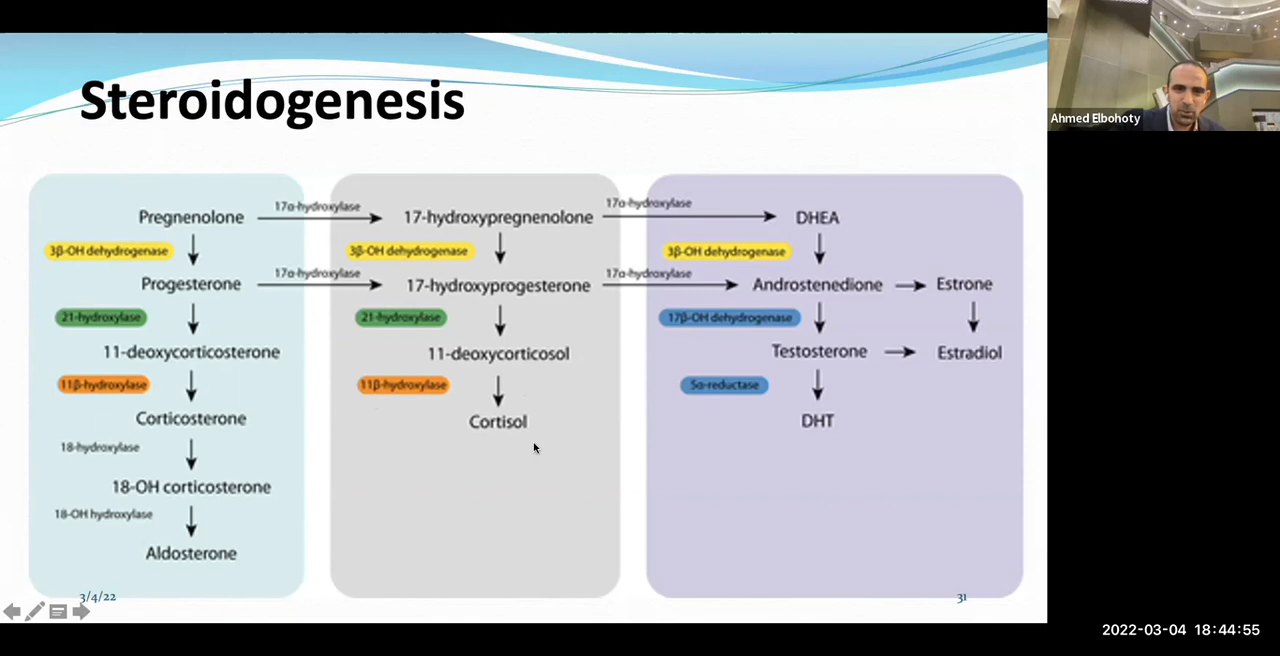 Steroidogenesis
Ahmed Elbohoty
Pregnenolone
17α-hydroxylase
17-hydroxypregnenolone
17α-hydroxylase
DHEA
3β-OH dehydrogenase
3β-OH dehydrogenase
3β-OH dehydrogenase
Progesterone
17α-hydroxylase
17-hydroxyprogesterone
17α-hydroxylase
Androstenedione
Estrone
21-hydroxylase
21-hydroxylase
17β-OH dehydrogenase
11-deoxycorticosterone
11-deoxycorticosol
Testosterone
Estradiol
11β-hydroxylase
11β-hydroxylase
5α-reductase
Corticosterone
Cortisol
DHT
18-hydroxylase
18-OH corticosterone
18-OH hydroxylase
Aldosterone
3/4/22
31
2022-03-04 18:44:55